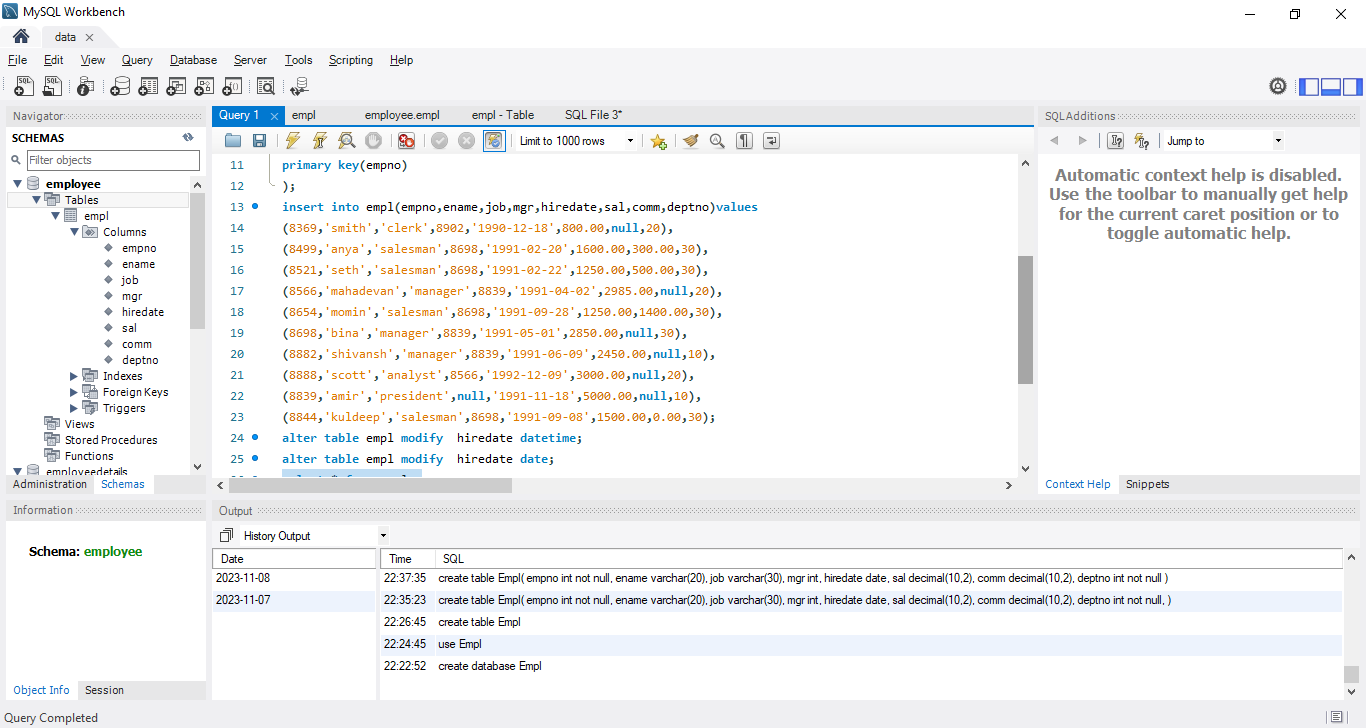 MySQL Workbench
data
File Edit View Query Database Server Tools Scripting Help
Navigator
SCHEMAS
Filter objects
employee
Tables
empl
Columns
empno
ename
job
mgr
hiredate
sal
comm
deptno
Indexes
Foreign Keys
Triggers
Views
Stored Procedures
Functions
employeedetails
Administration Schemas
Information
Schema: employee
Object Info Session
Query 1 empl employee.empl empl - Table SQL File 3*
Limit to 1000 rows
11 primary key(empno)
12 );
13 insert into empl(empno,ename,job,mgr,hiredate,sal,comm,deptno)values
14 (8369,'smith','clerk',8902,'1990-12-18',800.00,null,20),
15 (8499,'anya','salesman',8698,'1991-02-20',1600.00,300.00,30),
16 (8521,'seth','salesman',8698,'1991-02-22',1250.00,500.00,30),
17 (8566,'mahadevan','manager',8839,'1991-04-02',2985.00,null,20),
18 (8654,'momin','salesman',8698,'1991-09-28',1250.00,1400.00,30),
19 (8698,'bina','manager',8839,'1991-05-01',2850.00,null,30),
20 (8882,'shivansh','manager',8839,'1991-06-09',2450.00,null,10),
21 (8888,'scott','analyst',8566,'1992-12-09',3000.00,null,20),
22 (8839,'amir','president',null,'1991-11-18',5000.00,null,10),
23 (8844,'kuldeep','salesman',8698,'1991-09-08',1500.00,0.00,30);
24 alter table empl modify  hiredate datetime;
25 alter table empl modify  hiredate date;
SQLAdditions
Jump to
Automatic context help is disabled.
Use the toolbar to manually get help
for the current caret position or to
toggle automatic help.
Context Help Snippets
Output
History Output
Date
2023-11-08
2023-11-07
Time SQL
22:37:35 create table Empl( empno int not null, ename varchar(20), job varchar(30), mgr int, hiredate date, sal decimal(10,2), comm decimal(10,2), deptno int not null )
22:35:23 create table Empl( empno int not null, ename varchar(20), job varchar(30), mgr int, hiredate date, sal decimal(10,2), comm decimal(10,2), deptno int not null, )
22:26:45 create table Empl
22:24:45 use Empl
22:22:52 create database Empl
Query Completed